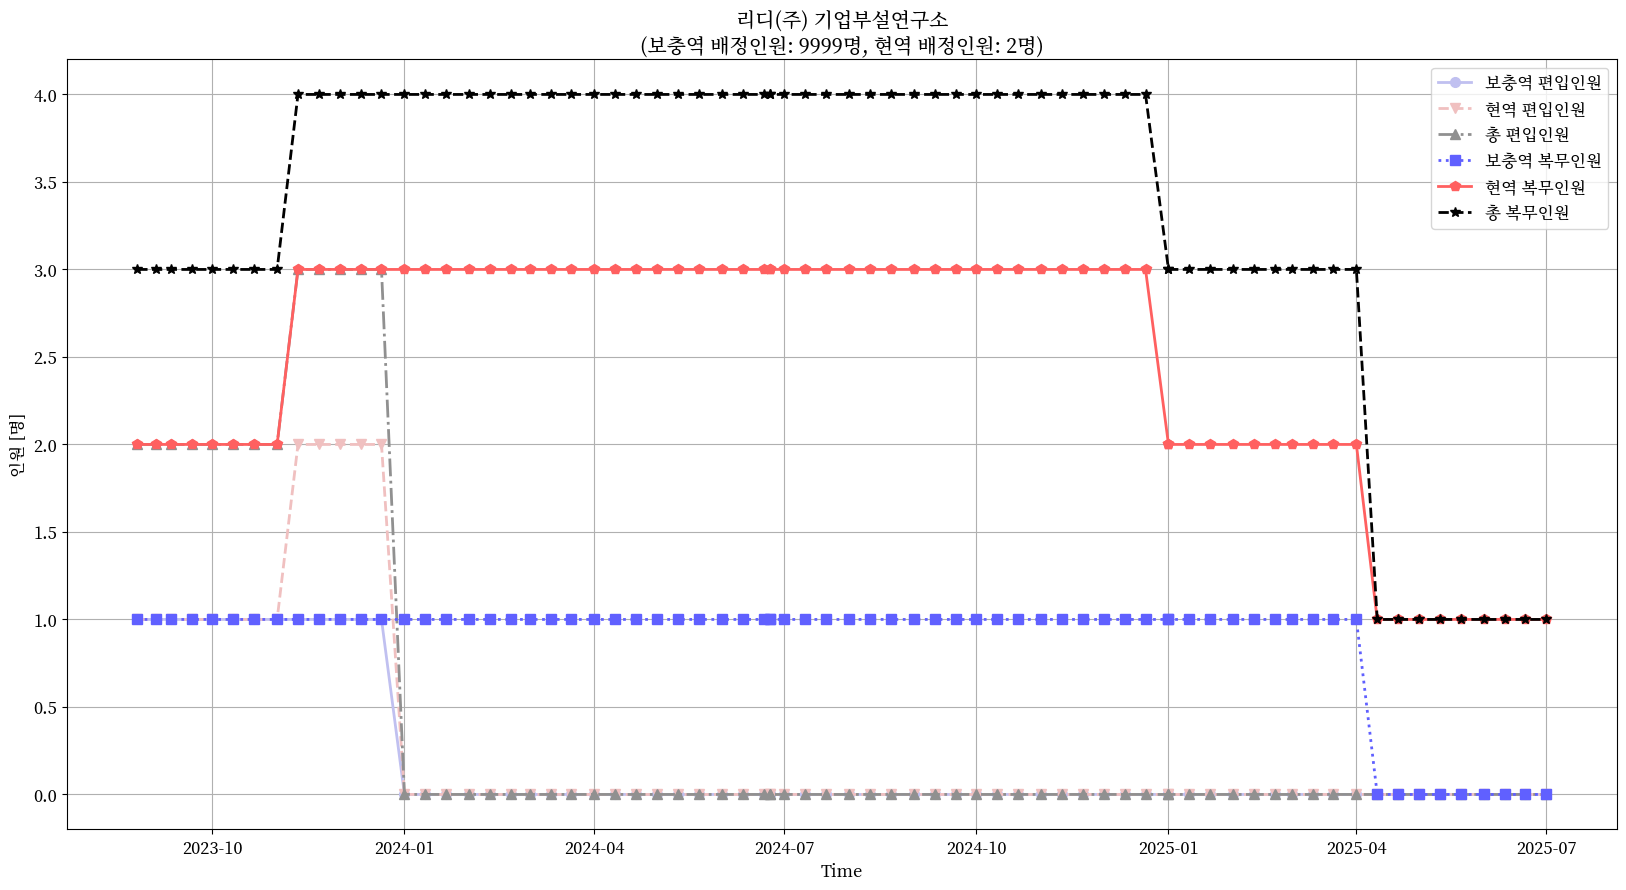 리디(주) 기업부설연구소
(보충역 배정인원: 9999명, 현역 배정인원: 2명)
보충역 편입인원
현역 편입인원
총 편입인원
보충역 복무인원
현역 복무인원
총 복무인원
인원 [명]
4.0
3.5
3.0
2.5
2.0
1.5
1.0
0.5
0.0
2023-10 2024-01 2024-04 2024-07 2024-10 2025-01 2025-04 2025-07
Time